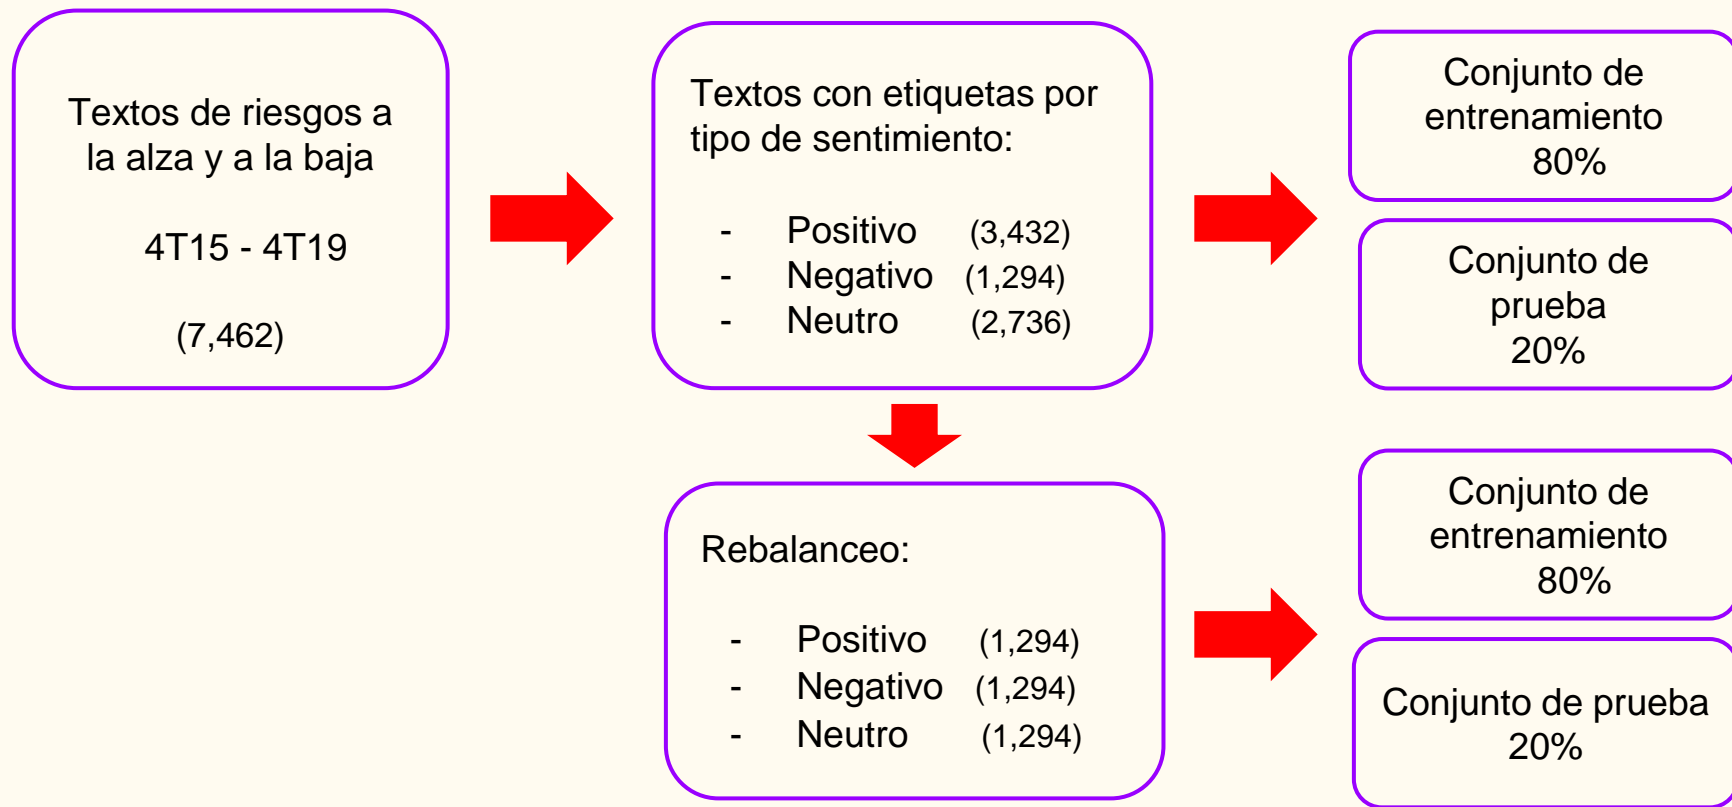 Textos de riesgos a
la alza y a la baja
4T15 - 4T19
(7,462)
Textos con etiquetas por
tipo de sentimiento:
- Positivo (3,432)
- Negativo (1,294)
- Neutro (2,736)
Conjunto de
entrenamiento
80%
Conjunto de
prueba
20%
Rebalanceo:
- Positivo (1,294)
- Negativo (1,294)
- Neutro (1,294)
Conjunto de
entrenamiento
80%
Conjunto de prueba
20%